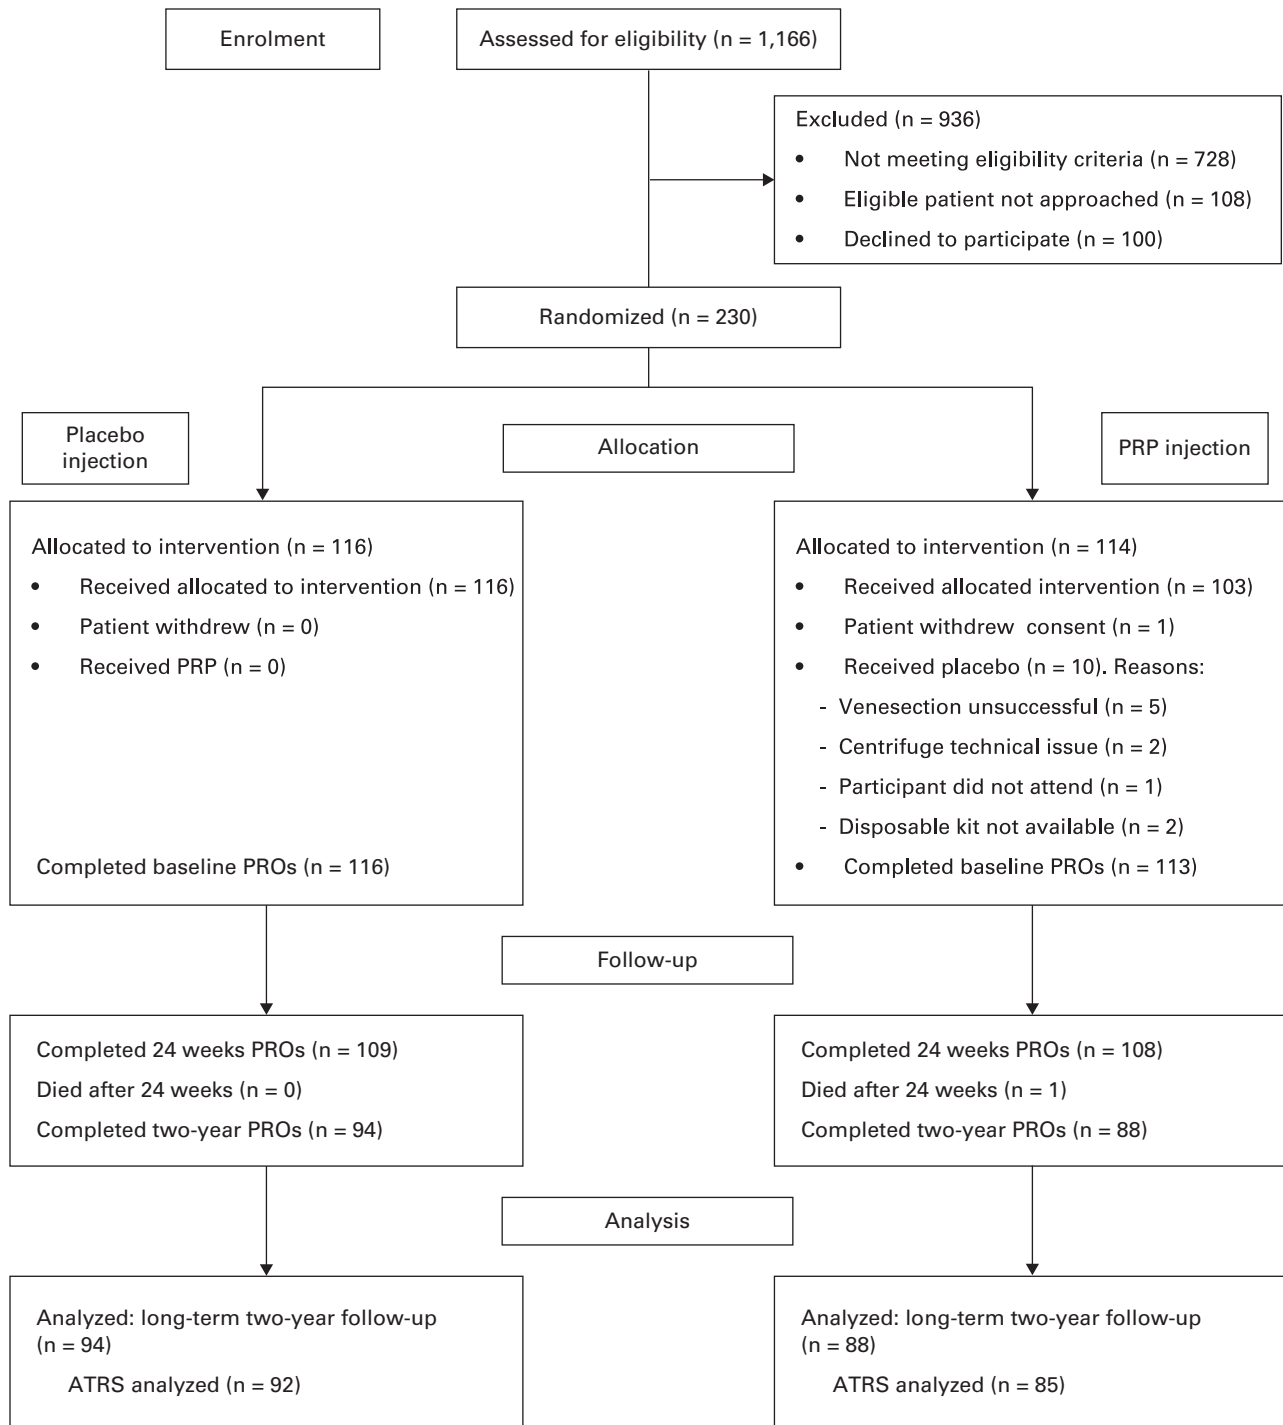 Enrolment
Assessed for eligibility (n = 1,166)
Excluded (n = 936)
• Not meeting eligibility criteria (n = 728)
• Eligible patient not approached (n = 108)
• Declined to participate (n = 100)
Randomized (n = 230)
Placebo
injection
Allocation
PRP injection
Allocated to intervention (n = 116)
• Received allocated to intervention (n = 116)
• Patient withdrew (n = 0)
• Received PRP (n = 0)
Completed baseline PROs (n = 116)
Allocated to intervention (n = 114)
• Received allocated intervention (n = 103)
• Patient withdrew consent (n = 1)
• Received placebo (n = 10). Reasons:
- Venesection unsuccessful (n = 5)
- Centrifuge technical issue (n = 2)
- Participant did not attend (n = 1)
- Disposable kit not available (n = 2)
• Completed baseline PROs (n = 113)
Follow-up
Completed 24 weeks PROs (n = 109)
Died after 24 weeks (n = 0)
Completed two-year PROs (n = 94)
Completed 24 weeks PROs (n = 108)
Died after 24 weeks (n = 1)
Completed two-year PROs (n = 88)
Analysis
Analyzed: long-term two-year follow-up
(n = 94)
ATRS analyzed (n = 92)
Analyzed: long-term two-year follow-up
(n = 88)
ATRS analyzed (n = 85)